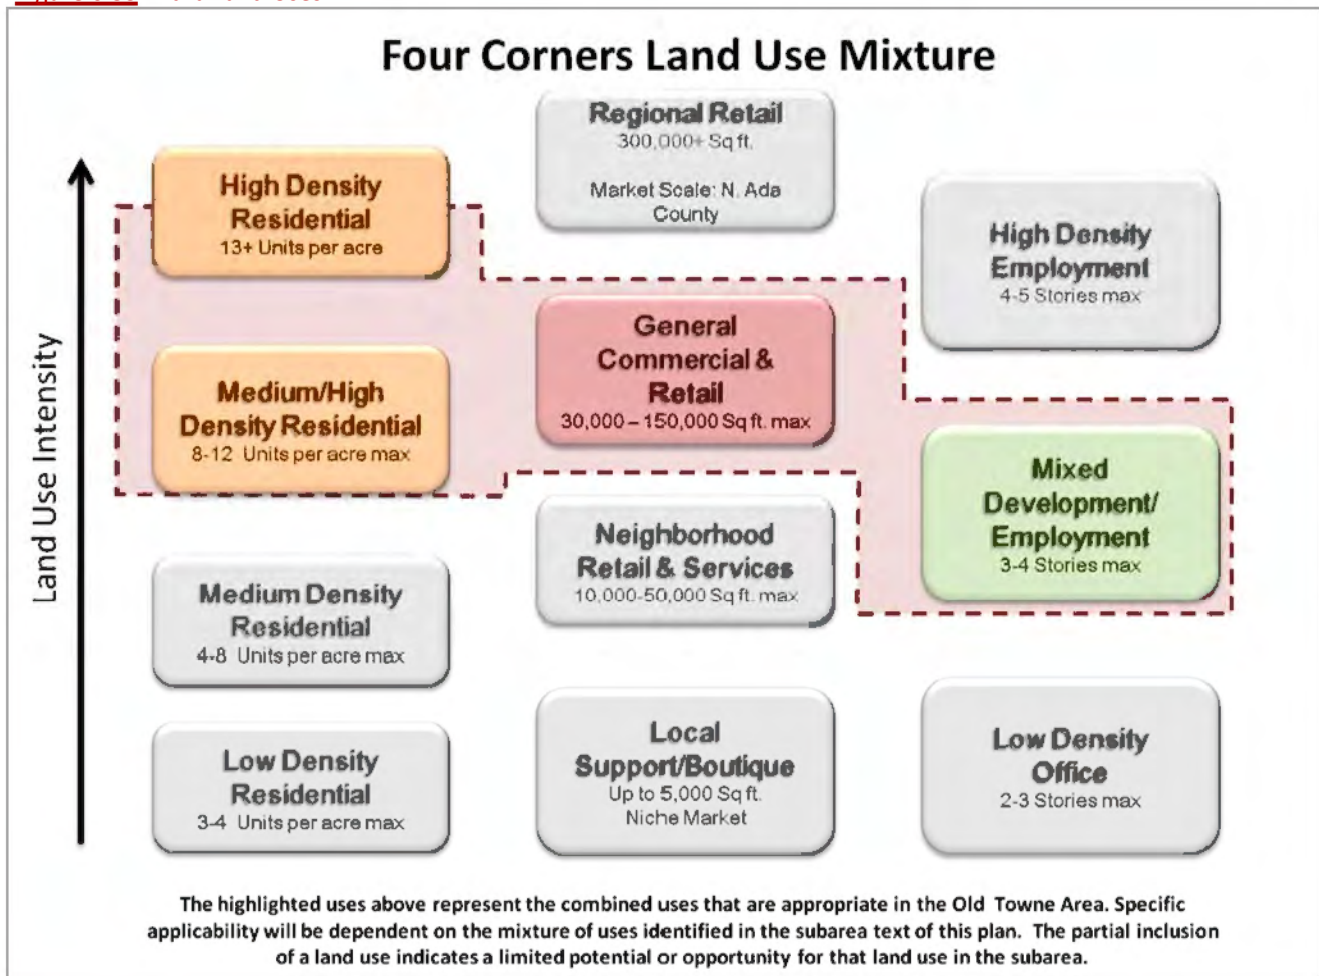 Four Corners Land Use Mixture
Land Use Intensity
High Density
Residential
13+ Units per acre
Medium/High
Density Residential
8-12 Units per acre max
Medium Density
Residential
4-8 Units per acre max
Low Density
Residential
3-4 Units per acre max
Regional Retail
300,000+ Sq ft.
Market Scale: N. Ada
County
General
Commercial &
Retail
30,000 – 150,000 Sq ft. max
Neighborhood
Retail & Services
10,000-50,000 Sq ft. max
Local
Support/Boutique
Up to 5,000 Sq ft.
Niche Market
High Density
Employment
4-5 Stories max
Mixed
Development/
Employment
3-4 Stories max
Low Density
Office
2-3 Stories max
The highlighted uses above represent the combined uses that are appropriate in the Old Towne Area. Specific
applicability will be dependent on the mixture of uses identified in the subarea text of this plan. The partial inclusion
of a land use indicates a limited potential or opportunity for that land use in the subarea.